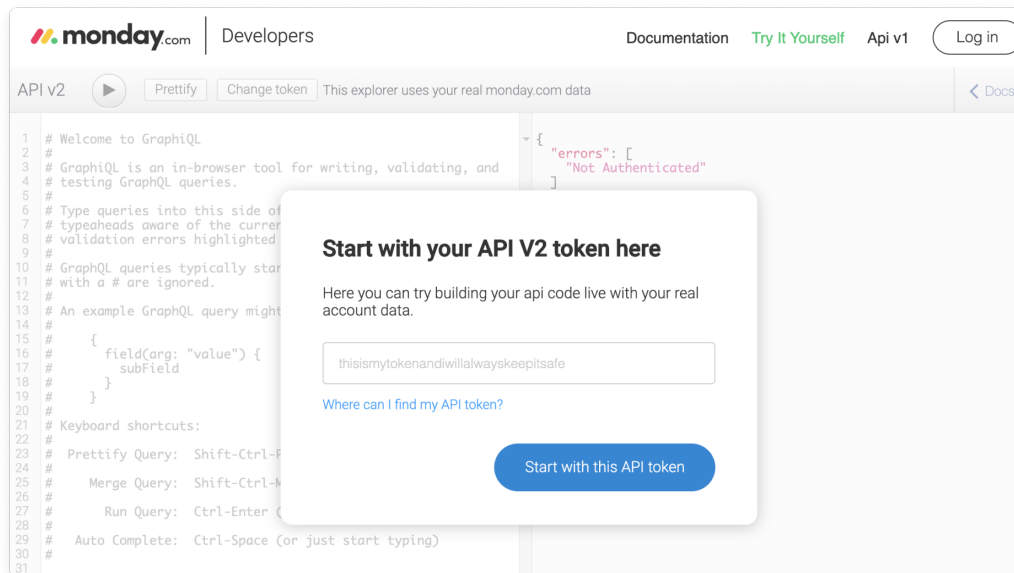 monday.com
Developers
Documentation
Try It Yourself
Api v1
Log in
API v2
Prettify
Change token
This explorer uses your real monday.com data
Docs
1 # Welcome to GraphiQL
2 #
3 # GraphiQL is an in-browser tool for writing, validating, and
4 # testing GraphQL queries.
5 #
6 # Type queries into this side of
7 # typeaheads aware of the curren
8 # validation errors highlighted
9 #
10 # GraphQL queries typically star
11 # with a # are ignored.
12 #
13 # An example GraphQL query might
14 #
15 #     {
16 #       field(arg: "value") {
17 #         subField
18 #       }
19 #     }
20 #
21 # Keyboard shortcuts:
22 #
23 #  Prettify Query:  Shift-Ctrl-P
24 #
25 #     Merge Query:  Shift-Ctrl-M
26 #
27 #       Run Query:  Ctrl-Enter (
28 #
29 #   Auto Complete:  Ctrl-Space (or just start typing)
30 #
31
{
"errors": [
"Not Authenticated"
]
Start with your API V2 token here
Here you can try building your api code live with your real
account data.
thisismytokenandiwillalwayskeepitsafe
Where can I find my API token?
Start with this API token